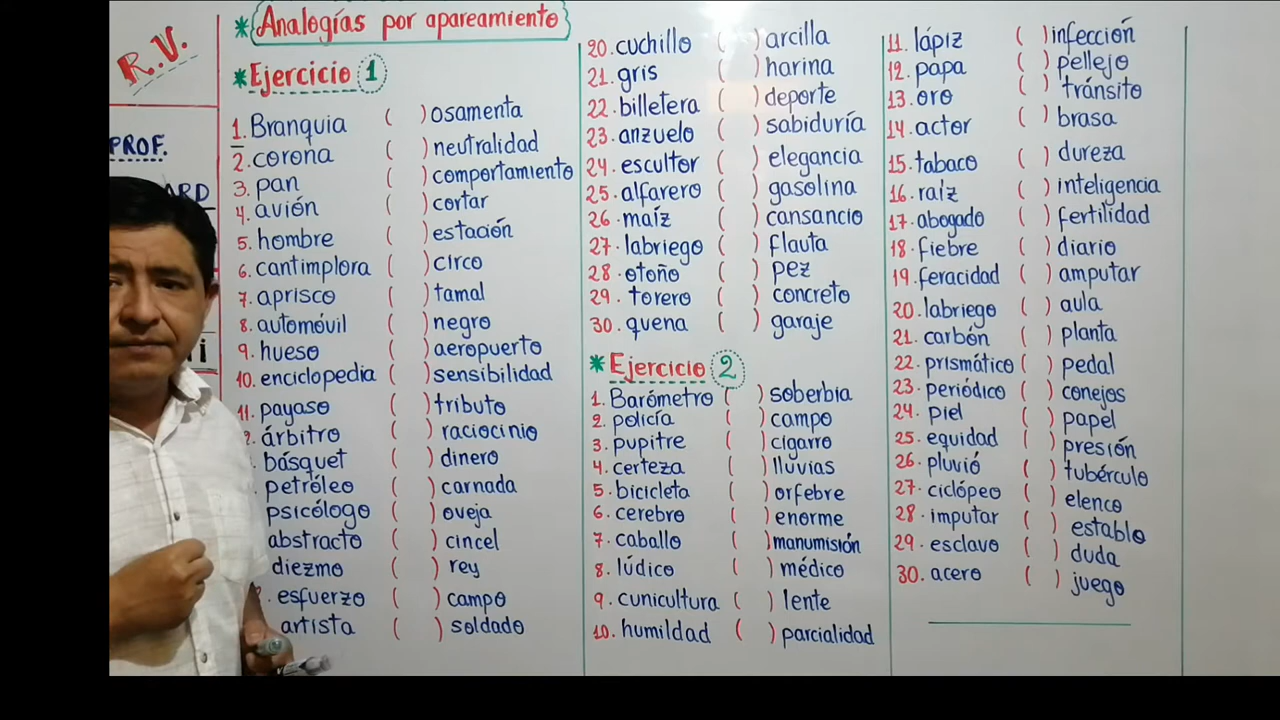 R.V.
PROF.
RD
i
*Analogías por apareamiento
*Ejercicio 1
1. Branquia ( ) osamenta
2. corona ( ) neutralidad
3. pan ( ) comportamiento
4. avión ( ) cortar
5. hombre ( ) estación
6. cantimplora ( ) circo
7. aprisco ( ) tamal
8. automóvil ( ) negro
9. hueso ( ) aeropuerto
10. enciclopedia ( ) sensibilidad
11. payaso ( ) tributo
árbitro ( ) raciocinio
básquet ( ) dinero
petróleo ( ) carnada
psicólogo ( ) oveja
abstracto ( ) cincel
diezmo ( ) rey
esfuerzo ( ) campo
artista ( ) soldado
20. cuchillo ( ) arcilla
21. gris ( ) harina
22. billetera ( ) deporte
23. anzuelo ( ) sabiduría
24. escultor ( ) elegancia
25. alfarero ( ) gasolina
26. maíz ( ) cansancio
27. labriego ( ) flauta
28. otoño ( ) pez
29. torero ( ) concreto
30. quena ( ) garaje
*Ejercicio 2
1. Barómetro ( ) soberbia
2. policía ( ) campo
3. pupitre ( ) cigarro
4. certeza ( ) lluvias
5. bicicleta ( ) orfebre
6. cerebro ( ) enorme
7. caballo ( ) manumisión
8. lúdico ( ) médico
9. cunicultura ( ) lente
10. humildad ( ) parcialidad
11. lápiz ( ) infección
12. papa ( ) pellejo
13. oro ( ) tránsito
14. actor ( ) brasa
15. tabaco ( ) dureza
16. raíz ( ) inteligencia
17. abogado ( ) fertilidad
18. fiebre ( ) diario
19. feracidad ( ) amputar
20. labriego ( ) aula
21. carbón ( ) planta
22. prismático ( ) pedal
23. periódico ( ) conejos
24. piel ( ) papel
25. equidad ( ) presión
26. pluvió ( ) tubérculo
27. ciclópeo ( ) elenco
28. imputar ( ) establo
29. esclavo ( ) duda
30. acero ( ) juego